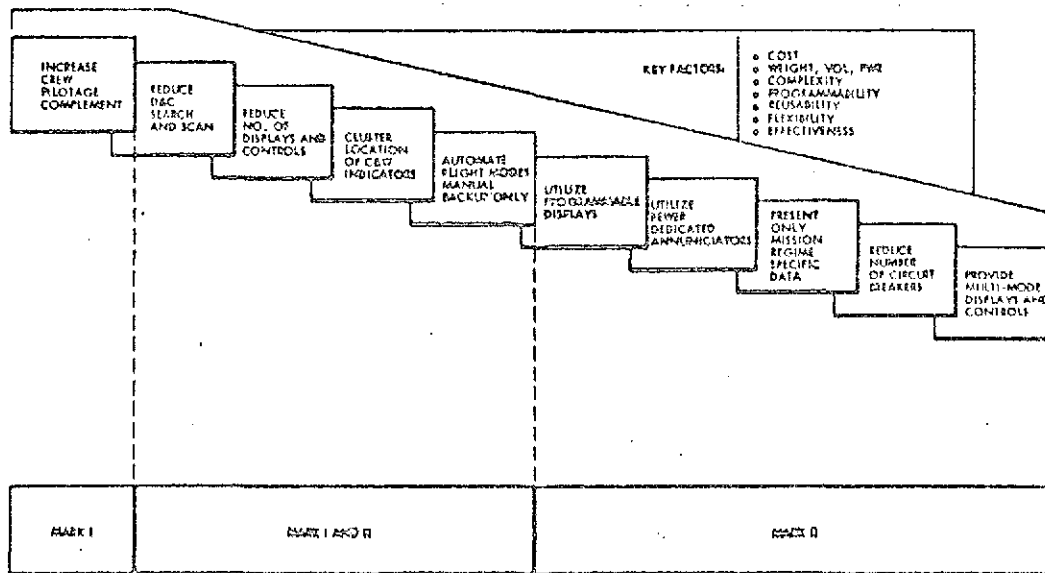 INCREASE
CREW
PILOTAGE
COMPLEMENT
REDUCE
D&C
SEARCH
AND SCAN
REDUCE
NO. OF
DISPLAYS AND
CONTROLS
CLUSTER
LOCATION
OF C&W
INDICATORS
AUTOMATE
FLIGHT MODES
MANUAL
BACKUP ONLY
UTILIZE
PROGRAMMABLE
DISPLAYS
UTILIZE
FEWER
DEDICATED
ANNUNCIATORS
PRESENT
ONLY
MISSION
REGIME
SPECIFIC
DATA
REDUCE
NUMBER
OF CIRCUIT
BREAKERS
PROVIDE
MULTI-MODE
DISPLAYS AND
CONTROLS
KEY FACTORS:
o COST
o WEIGHT, VOL, PWR
o COMPLEXITY
o PROGRAMMABILITY
o REUSABILITY
o FLEXIBILITY
o EFFECTIVENESS
MARK I
MARK I AND II
MARK II